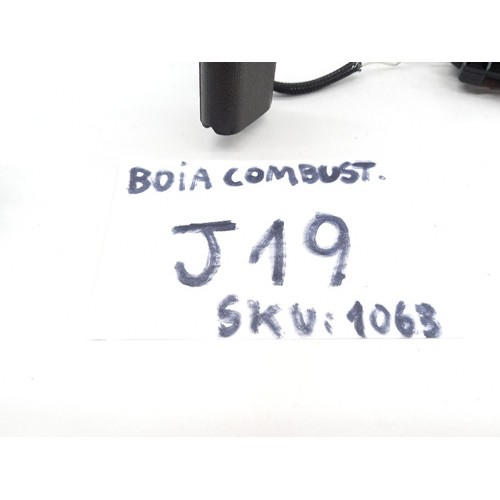 BOiA COMBUST.
J19
SKU: 1063